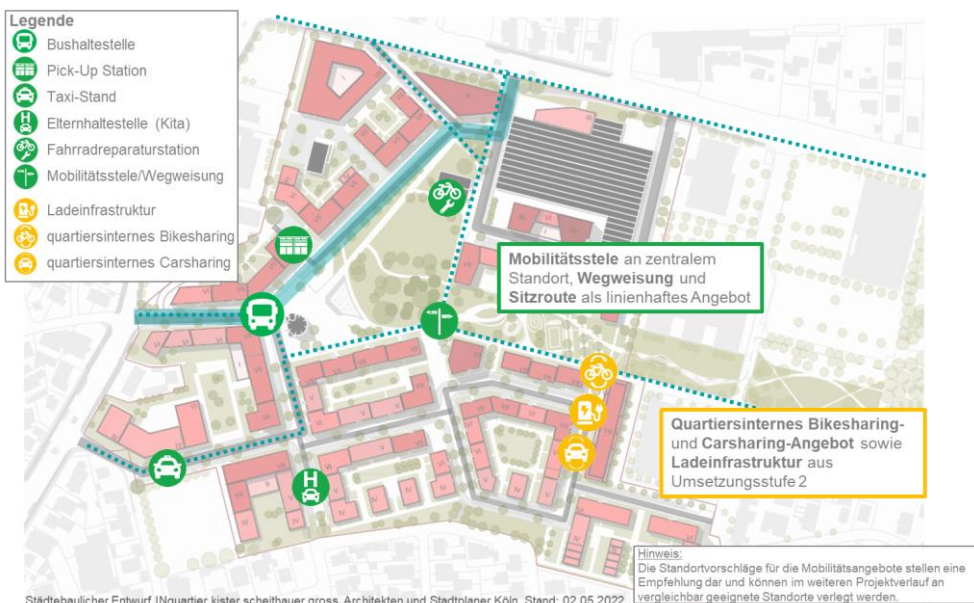 Legende
Bushaltestelle
Pick-Up Station
Taxi-Stand
Elternhaltestelle (Kita)
Fahrradreparaturstation
Mobilitätsstele/Wegweisung
Ladeinfrastruktur
quartiersinternes Bikesharing
quartiersinternes Carsharing
Mobilitätsstele an zentralem
Standort, Wegweisung und
Sitzroute als linienhaftes Angebot
Quartiersinternes Bikesharing-
und Carsharing-Angebot sowie
Ladeinfrastruktur aus
Umsetzungsstufe 2
H
Hinweis:
Die Standortvorschläge für die Mobilitätsangebote stellen eine
Empfehlung dar und können im weiteren Projektverlauf an
vergleichbar geeignete Standorte verlegt werden.
Städtebaulicher Entwurf INquartier kister scheithauer gross, Architekten und Stadtplaner Köln, Stand: 02.05.2022